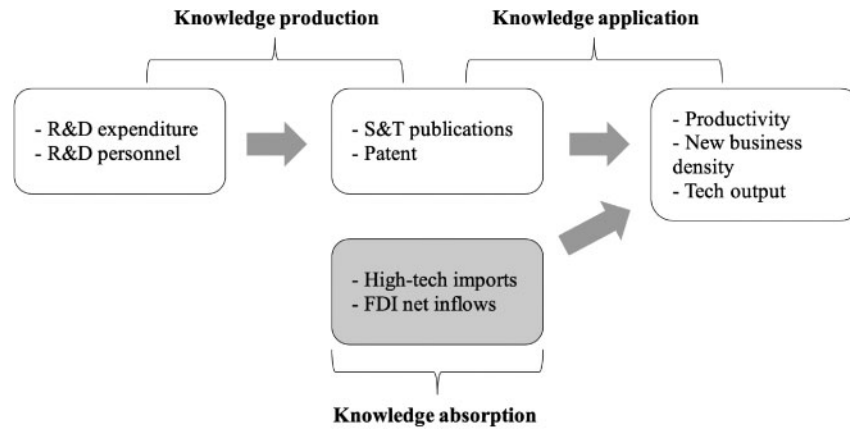 Knowledge production
Knowledge application
- R&D expenditure
- R&D personnel
- S&T publications
- Patent
- Productivity
- New business
density
- Tech output
- High-tech imports
- FDI net inflows
Knowledge absorption